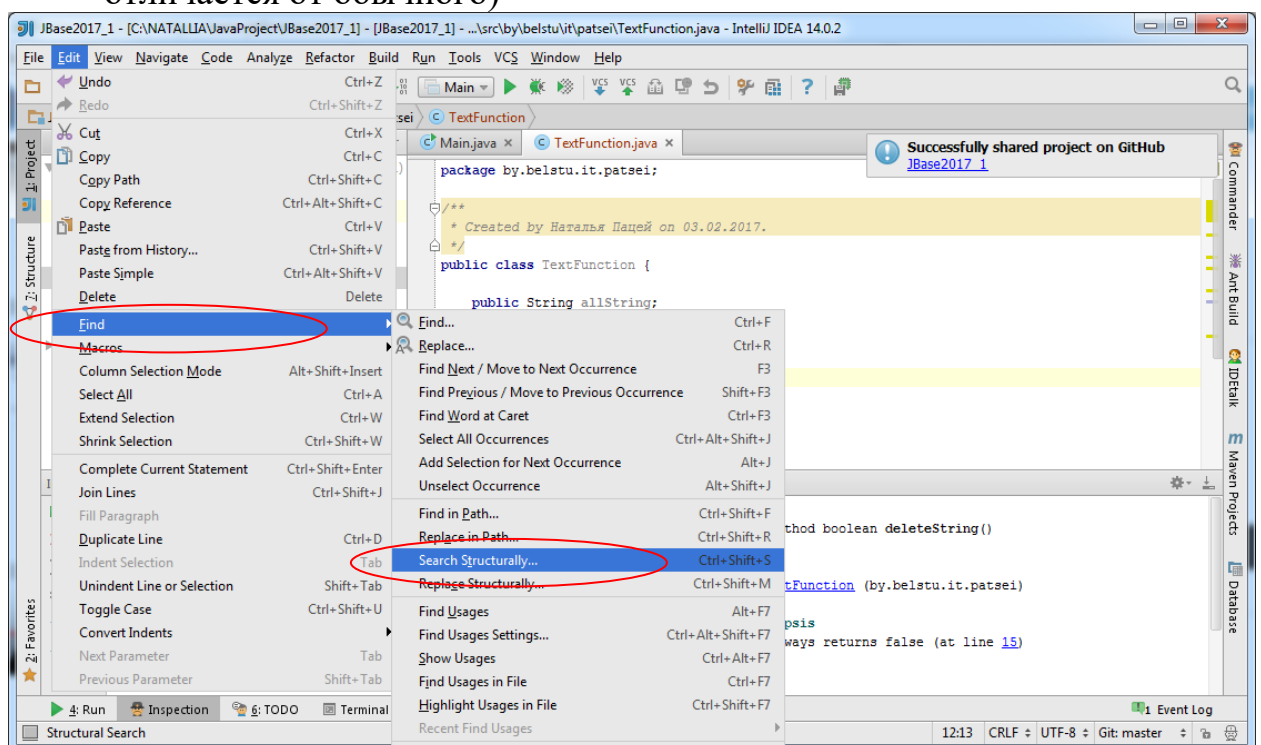 отличается от обычного)
JBase2017_1 - [C:\NATALLIA\JavaProject\JBase2017_1] - [JBase2017_1] - ...\src\by\belstu\it\patsei\TextFunction.java - IntelliJ IDEA 14.0.2
File Edit View Navigate Code Analyze Refactor Build Run Tools VCS Window Help
Undo Ctrl+Z
Main
Redo Ctrl+Shift+Z
sei TextFunction
Cut Ctrl+X
Main.java × TextFunction.java ×
Successfully shared project on GitHub
JBase2017_1
Copy Ctrl+C
package by.belstu.it.patsei;
Copy Path Ctrl+Shift+C
Copy Reference Ctrl+Alt+Shift+C
/**
Paste Ctrl+V
* Created by Наталья Пацей on 03.02.2017.
Paste from History... Ctrl+Shift+V
*/
public class TextFunction {
Paste Simple Ctrl+Alt+Shift+V
Delete Delete
public String allString;
Find
Macros
Column Selection Mode Alt+Shift+Insert
Select All Ctrl+A
Extend Selection Ctrl+W
Shrink Selection Ctrl+Shift+W
Complete Current Statement Ctrl+Shift+Enter
Join Lines Ctrl+Shift+J
Fill Paragraph
Duplicate Line Ctrl+D
Indent Selection Tab
Unindent Line or Selection Shift+Tab
Toggle Case Ctrl+Shift+U
Convert Indents
Next Parameter Tab
Previous Parameter Shift+Tab
Find... Ctrl+F
Replace... Ctrl+R
Find Next / Move to Next Occurrence F3
Find Previous / Move to Previous Occurrence Shift+F3
Find Word at Caret Ctrl+F3
Select All Occurrences Ctrl+Alt+Shift+J
Add Selection for Next Occurrence Alt+J
Unselect Occurrence Alt+Shift+J
Find in Path... Ctrl+Shift+F
Replace in Path... Ctrl+Shift+R
Search Structurally... Ctrl+Shift+S
Replace Structurally... Ctrl+Shift+M
Find Usages Alt+F7
Find Usages Settings... Ctrl+Alt+Shift+F7
Show Usages Ctrl+Alt+F7
Find Usages in File Ctrl+F7
Highlight Usages in File Ctrl+Shift+F7
Recent Find Usages
thod boolean deleteString()
tFunction (by.belstu.it.patsei)
psis
ways returns false (at line 15)
1: Project
7: Structure
2: Favorites
Commander
Ant Build
IDEtalk
Maven Projects
Database
4: Run Inspection 6: TODO Terminal
1 Event Log
Structural Search
12:13 CRLF UTF-8 Git: master